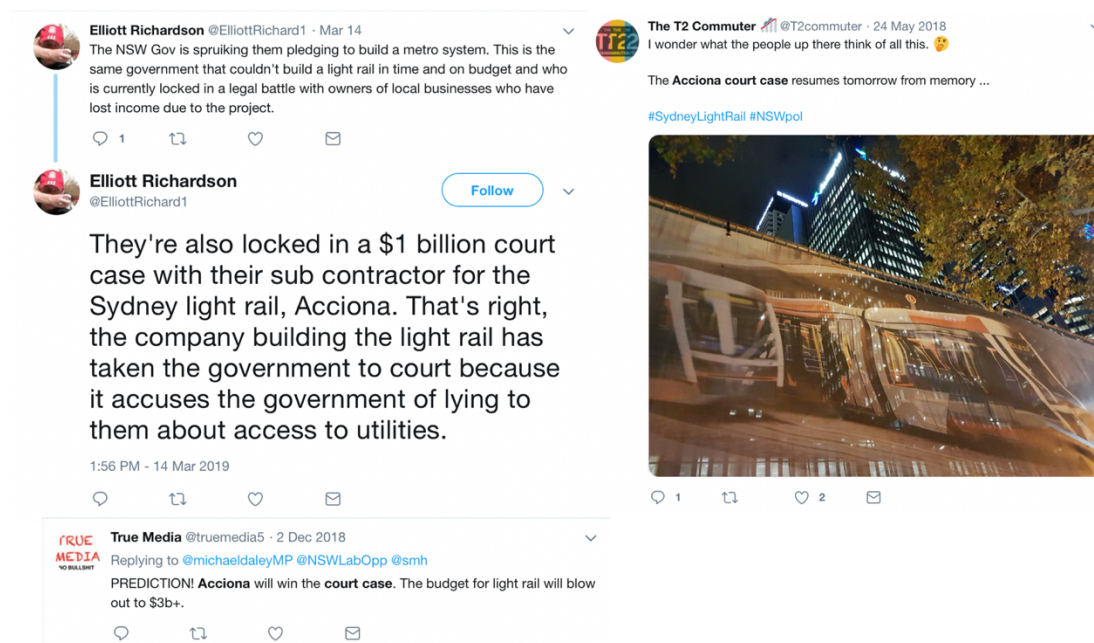 Elliott Richardson @ElliottRichard1 · Mar 14
The NSW Gov is spruiking them pledging to build a metro system. This is the
same government that couldn't build a light rail in time and on budget and who
is currently locked in a legal battle with owners of local businesses who have
lost income due to the project.
1
Elliott Richardson
@ElliottRichard1
Follow
They're also locked in a $1 billion court
case with their sub contractor for the
Sydney light rail, Acciona. That's right,
the company building the light rail has
taken the government to court because
it accuses the government of lying to
them about access to utilities.
1:56 PM - 14 Mar 2019
TRUE
MEDIA
NO BULLSHIT
True Media @truemedia5 · 2 Dec 2018
Replying to @michaeldaleyMP @NSWLabOpp @smh
PREDICTION! Acciona will win the court case. The budget for light rail will blow
out to $3b+.
The T2 Commuter @T2commuter · 24 May 2018
I wonder what the people up there think of all this. 🤔
The Acciona court case resumes tomorrow from memory ...
#SydneyLightRail #NSWpol
1
2